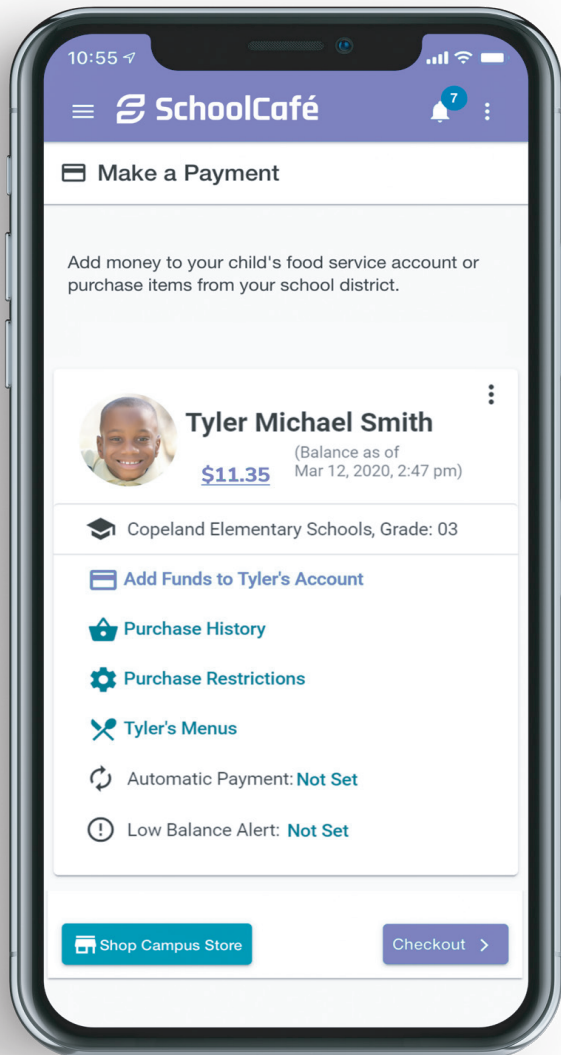 10:55
SchoolCafé
7
Make a Payment
Add money to your child's food service account or
purchase items from your school district.
Tyler Michael Smith
$11.35
(Balance as of
Mar 12, 2020, 2:47 pm)
Copeland Elementary Schools, Grade: 03
Add Funds to Tyler's Account
Purchase History
Purchase Restrictions
Tyler's Menus
Automatic Payment: Not Set
Low Balance Alert: Not Set
Shop Campus Store
Checkout